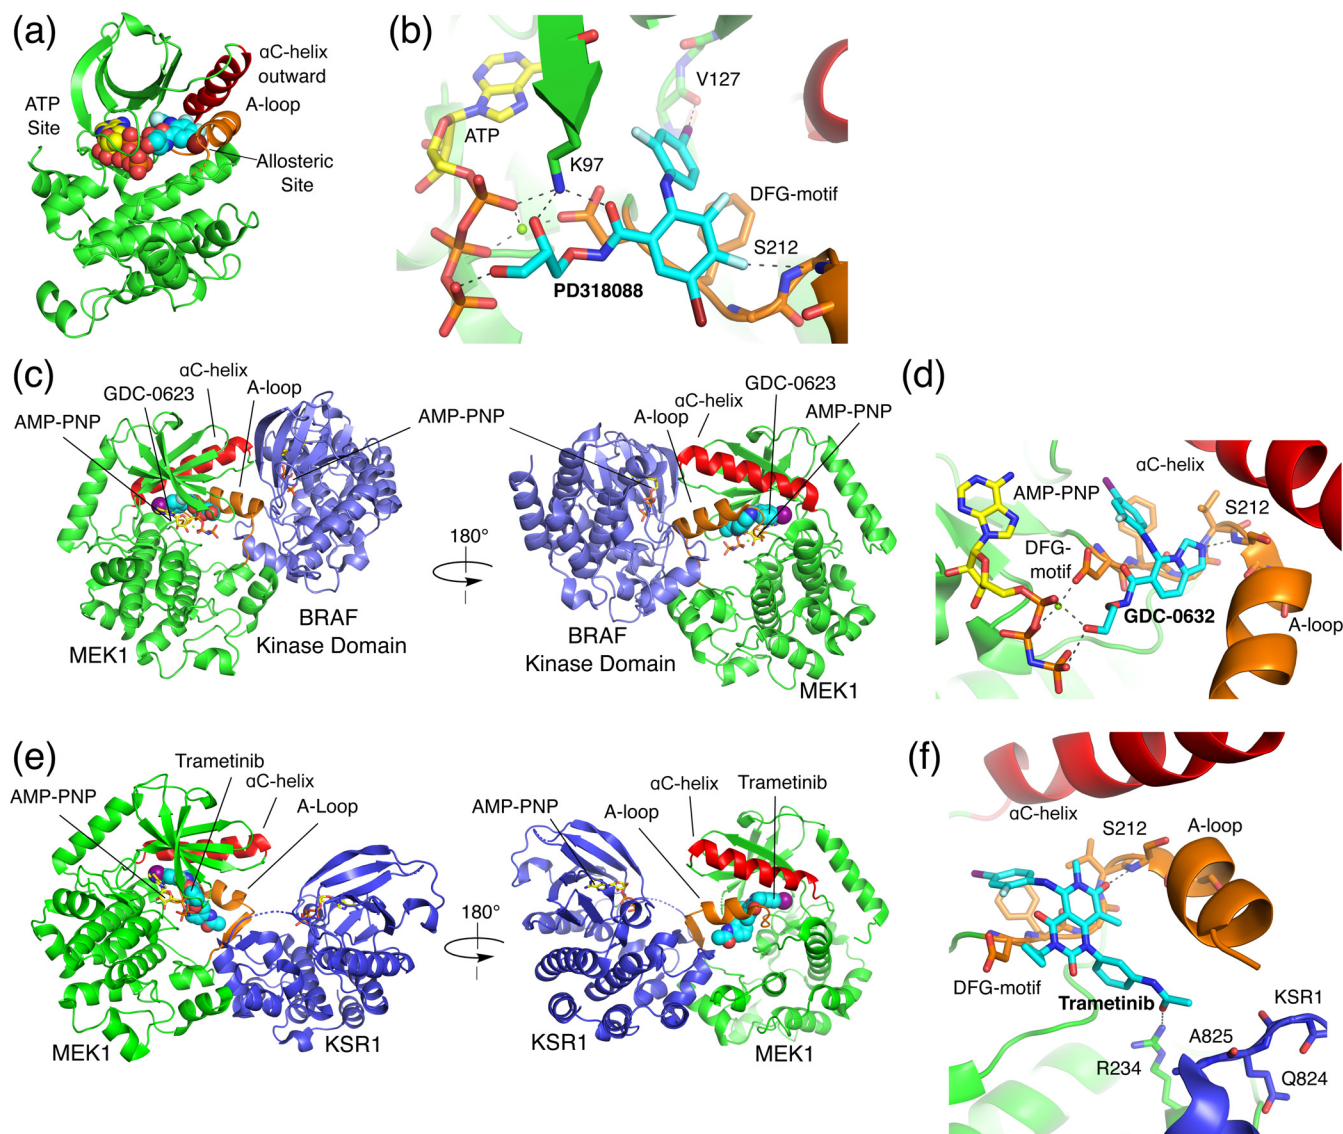 (a)
αC-helix
outward
ATP
Site
A-loop
Allosteric
Site
(b)
V127
ATP
K97
DFG-motif
S212
PD318088
(c)
αC-helix
GDC-0623
A-loop
AMP-PNP
BRAF
Kinase Domain
MEK1
180°
AMP-PNP
GDC-0623
αC-helix
A-loop
AMP-PNP
BRAF
Kinase Domain
MEK1
(d)
αC-helix
AMP-PNP
S212
DFG-
motif
GDC-0632
A-loop
(e)
Trametinib
αC-helix
AMP-PNP
A-Loop
MEK1
KSR1
180°
αC-helix
Trametinib
AMP-PNP
A-loop
KSR1
MEK1
(f)
αC-helix
S212
A-loop
DFG-motif
Trametinib
KSR1
A825
R234
Q824